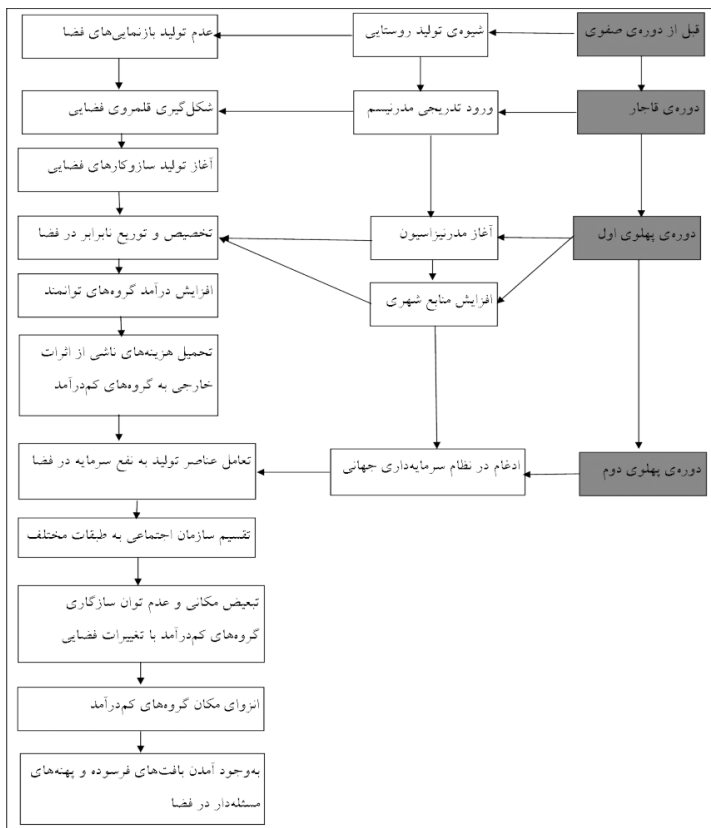 قبل از دوره‌ی صفوی
شیوه‌ی تولید روستایی
عدم تولید بازنمایی‌های فضا
دوره‌ی قاجار
ورود تدریجی مدرنیسم
شکل‌گیری قلمروی فضایی
آغاز تولید سازوکارهای فضایی
دوره‌ی پهلوی اول
آغاز مدرنیزاسیون
تخصیص و توزیع نابرابر در فضا
افزایش منابع شهری
افزایش درآمد گروه‌های توانمند
تحمیل هزینه‌های ناشی از اثرات
خارجی به گروه‌های کم‌درآمد
دوره‌ی پهلوی دوم
ادغام در نظام سرمایه‌داری جهانی
تعامل عناصر تولید به نفع سرمایه در فضا
تقسیم سازمان اجتماعی به طبقات مختلف
تبعیض مکانی و عدم توان سازگاری
گروه‌های کم‌درآمد با تغییرات فضایی
انزوای مکان گروه‌های کم‌درآمد
به‌وجود آمدن بافت‌های فرسوده و پهنه‌های
مسئله‌دار در فضا